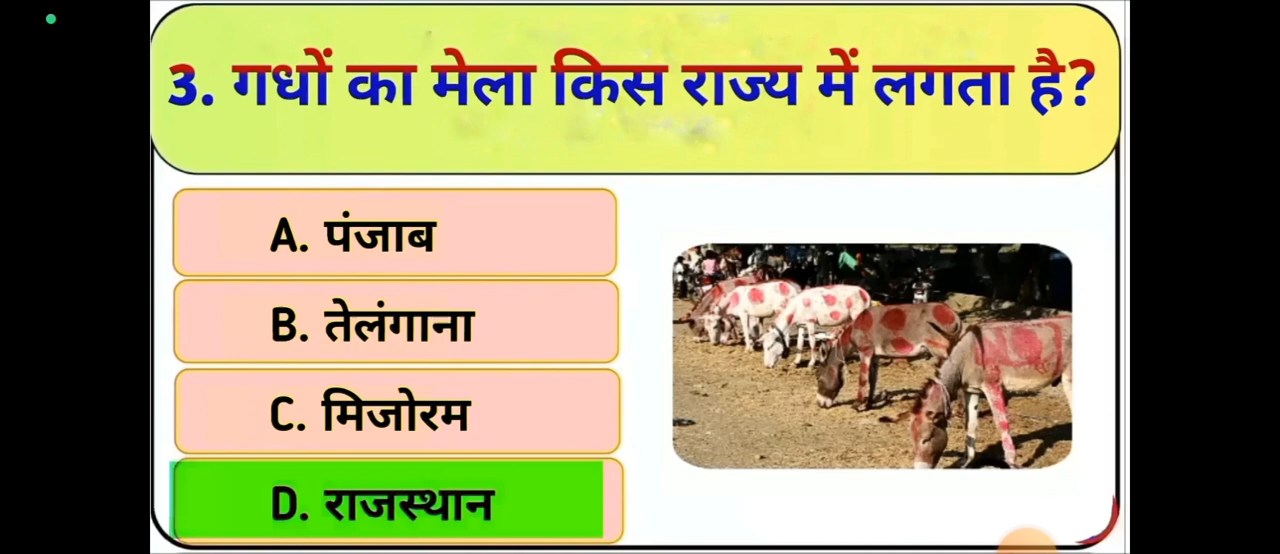 3. गधों का मेला किस राज्य में लगता है?
A. पंजाब
B. तेलंगाना
C. मिजोरम
D. राजस्थान